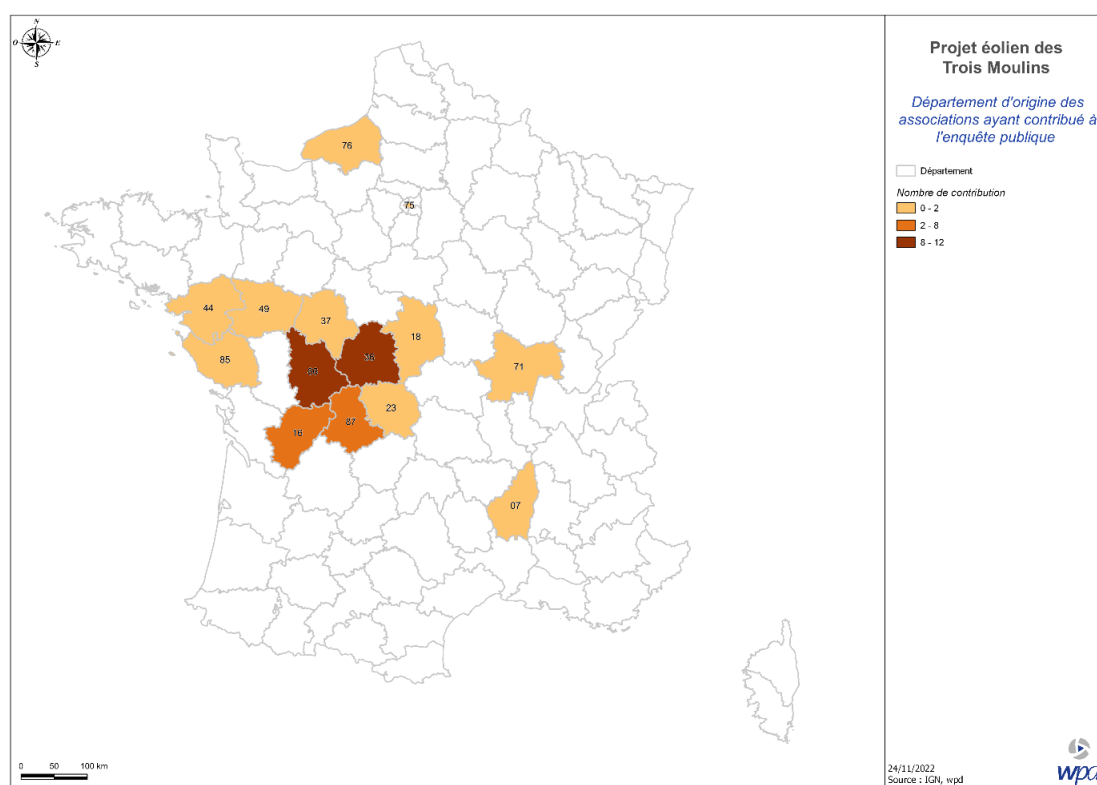 N
O
E
S
76
75
44
49
37
18
85
86
36
71
23
87
16
07
0 50 100 km
Projet éolien des
Trois Moulins
Département d'origine des
associations ayant contribué à
l'enquête publique
Département
Nombre de contribution
0 - 2
2 - 8
8 - 12
24/11/2022
Source : IGN, wpd
wpd